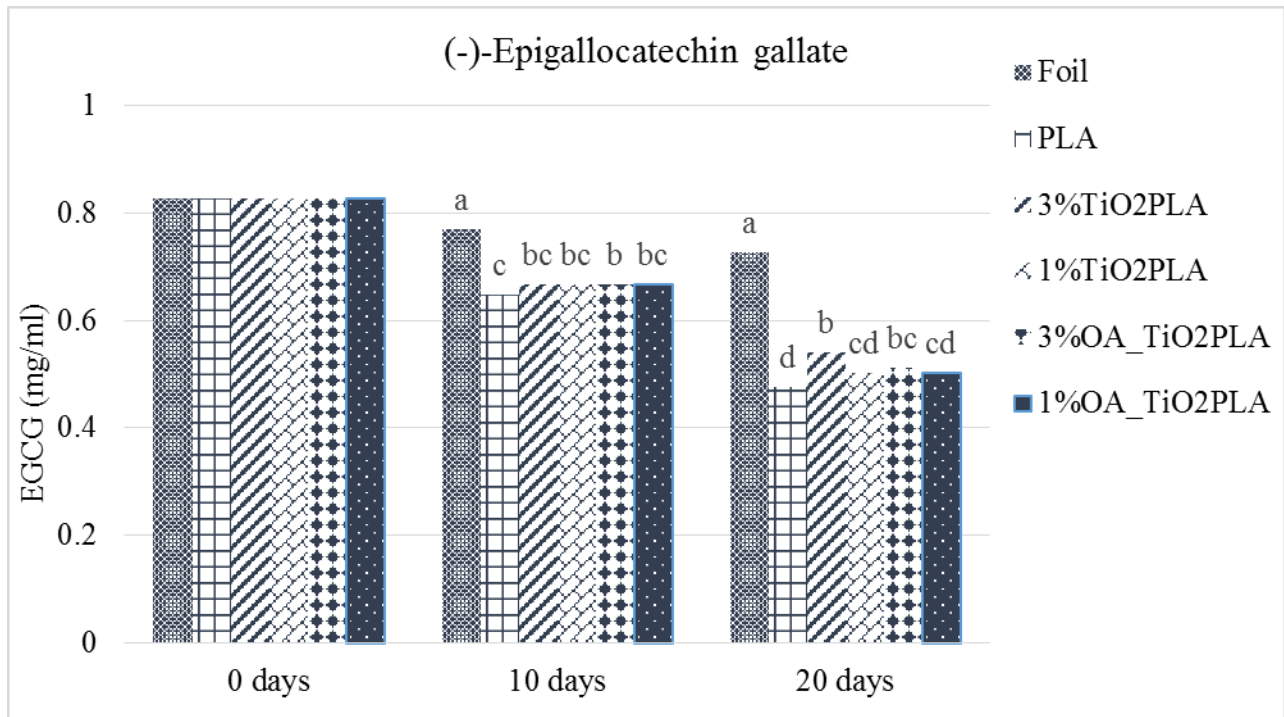 (-)-Epigallocatechin gallate
EGCG (mg/ml)
1
0.8
0.6
0.4
0.2
0
a
c
bc
bc
b
bc
a
d
b
cd
bc
cd
0 days
10 days
20 days
Foil
PLA
3%TiO2PLA
1%TiO2PLA
3%OA_TiO2PLA
1%OA_TiO2PLA